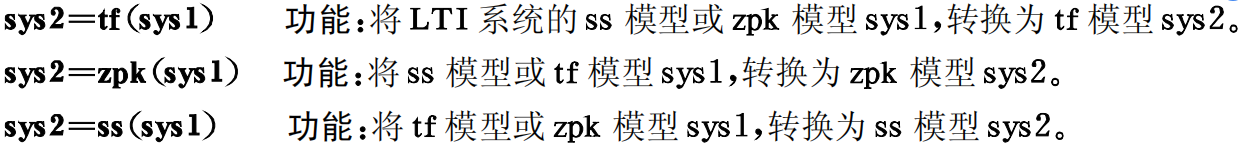 sys2=tf(sys1) 功能:将LTI系统的ss模型或zpk模型sys1,转换为tf模型sys2。
sys2=zpk(sys1) 功能:将ss模型或tf模型sys1,转换为zpk模型sys2。
sys2=ss(sys1) 功能:将tf模型或zpk模型sys1,转换为ss模型sys2。